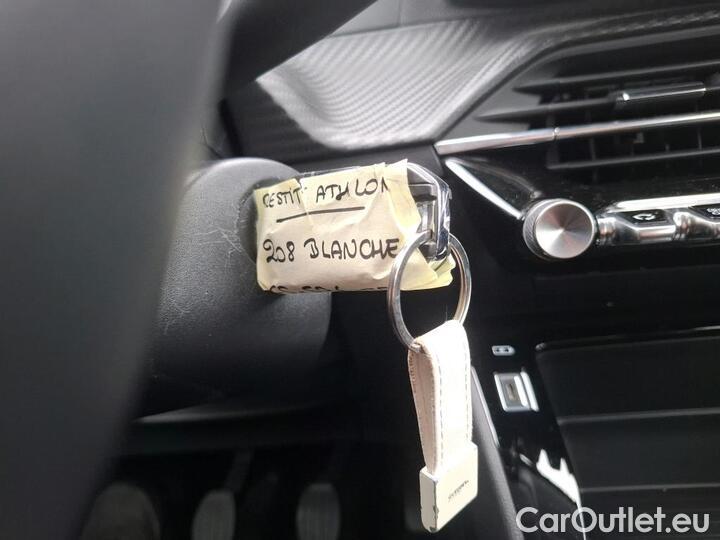 RESTIT ATHLON
208 BLANCHE
CarOutlet.eu